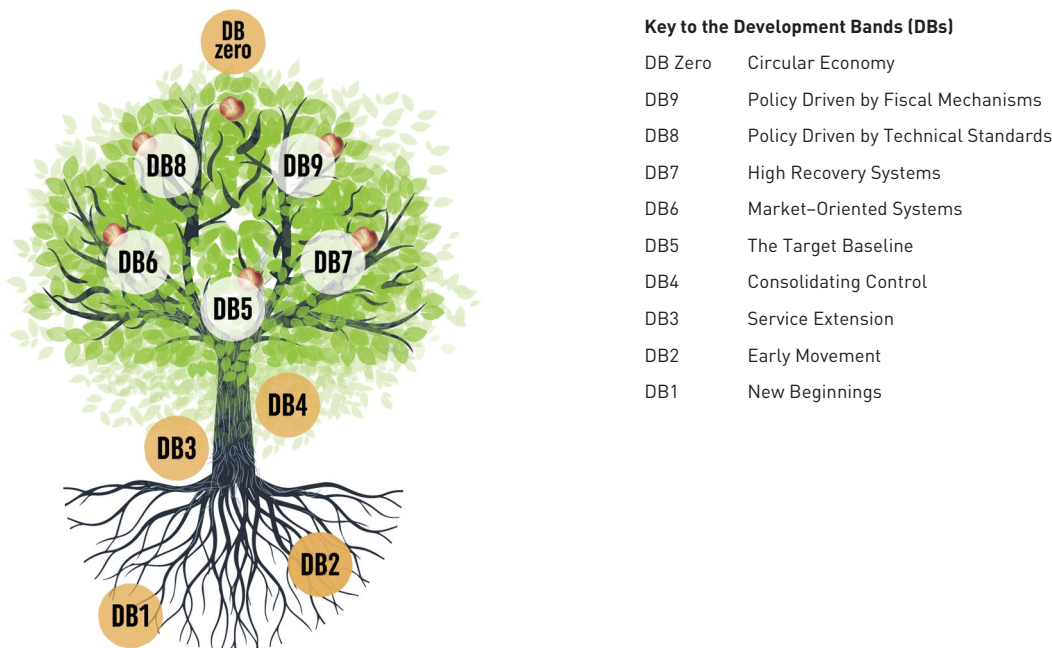 DB
zero
DB8
DB9
DB6
DB7
DB5
DB4
DB3
DB2
DB1
Key to the Development Bands (DBs)
DB Zero Circular Economy
DB9 Policy Driven by Fiscal Mechanisms
DB8 Policy Driven by Technical Standards
DB7 High Recovery Systems
DB6 Market–Oriented Systems
DB5 The Target Baseline
DB4 Consolidating Control
DB3 Service Extension
DB2 Early Movement
DB1 New Beginnings